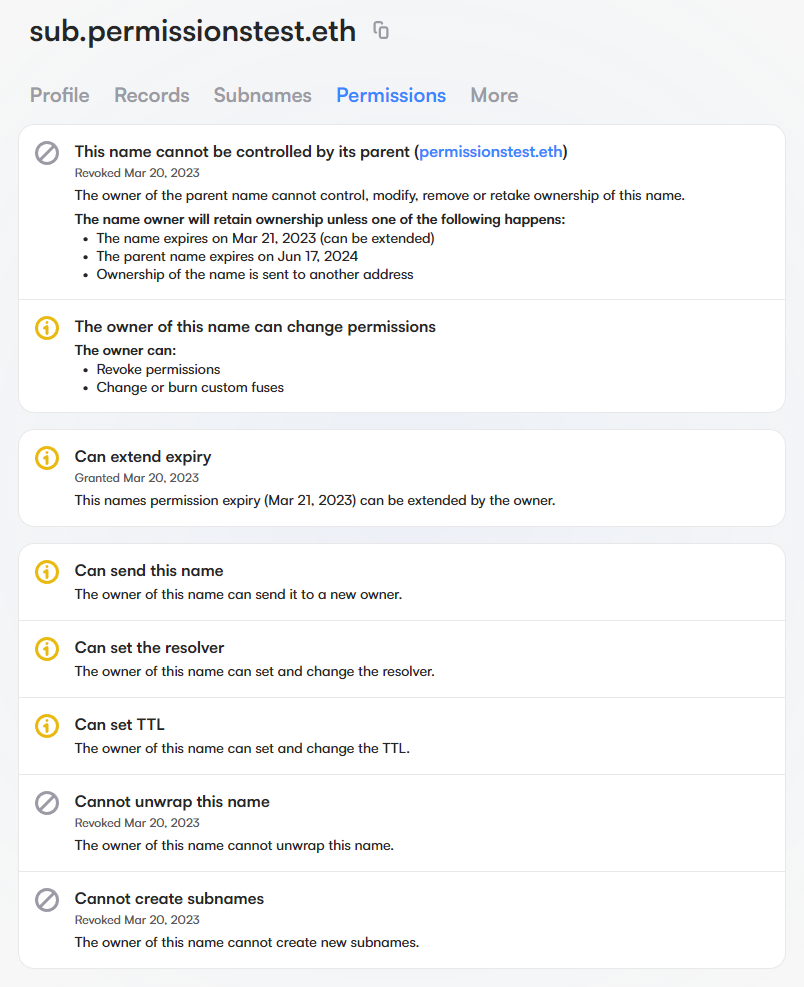 sub.permissionstest.eth
Profile Records Subnames Permissions More
This name cannot be controlled by its parent (permissionstest.eth)
Revoked Mar 20, 2023
The owner of the parent name cannot control, modify, remove or retake ownership of this name.
The name owner will retain ownership unless one of the following happens:
• The name expires on Mar 21, 2023 (can be extended)
• The parent name expires on Jun 17, 2024
• Ownership of the name is sent to another address
The owner of this name can change permissions
The owner can:
• Revoke permissions
• Change or burn custom fuses
Can extend expiry
Granted Mar 20, 2023
This names permission expiry (Mar 21, 2023) can be extended by the owner.
Can send this name
The owner of this name can send it to a new owner.
Can set the resolver
The owner of this name can set and change the resolver.
Can set TTL
The owner of this name can set and change the TTL.
Cannot unwrap this name
Revoked Mar 20, 2023
The owner of this name cannot unwrap this name.
Cannot create subnames
Revoked Mar 20, 2023
The owner of this name cannot create new subnames.